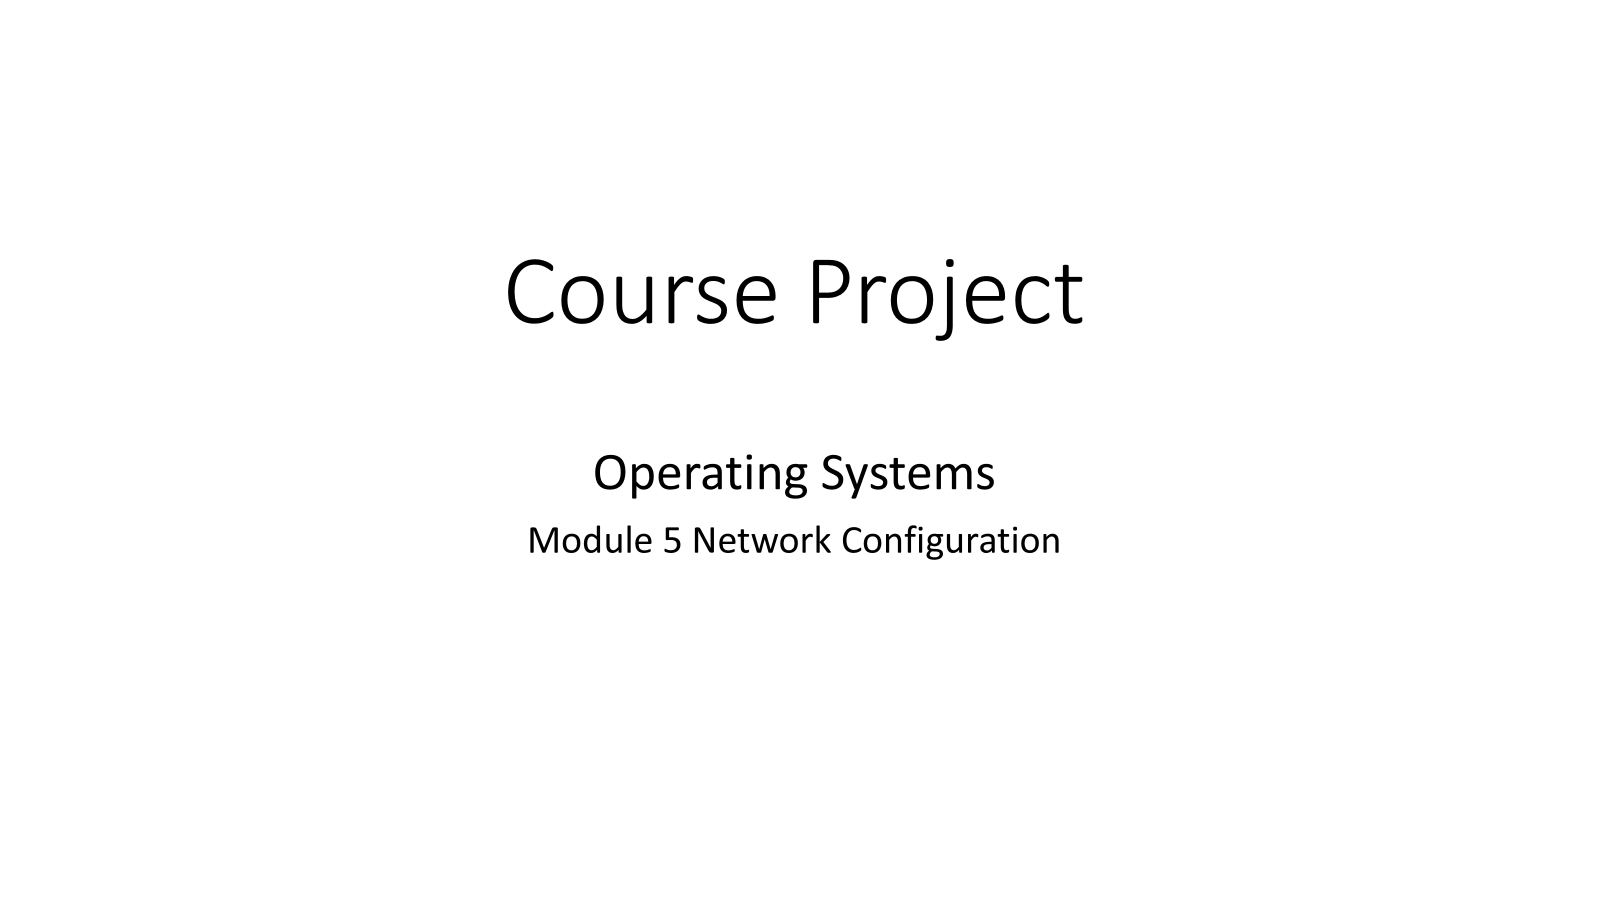 Course Project
Operating Systems
Module 5 Network Configuration